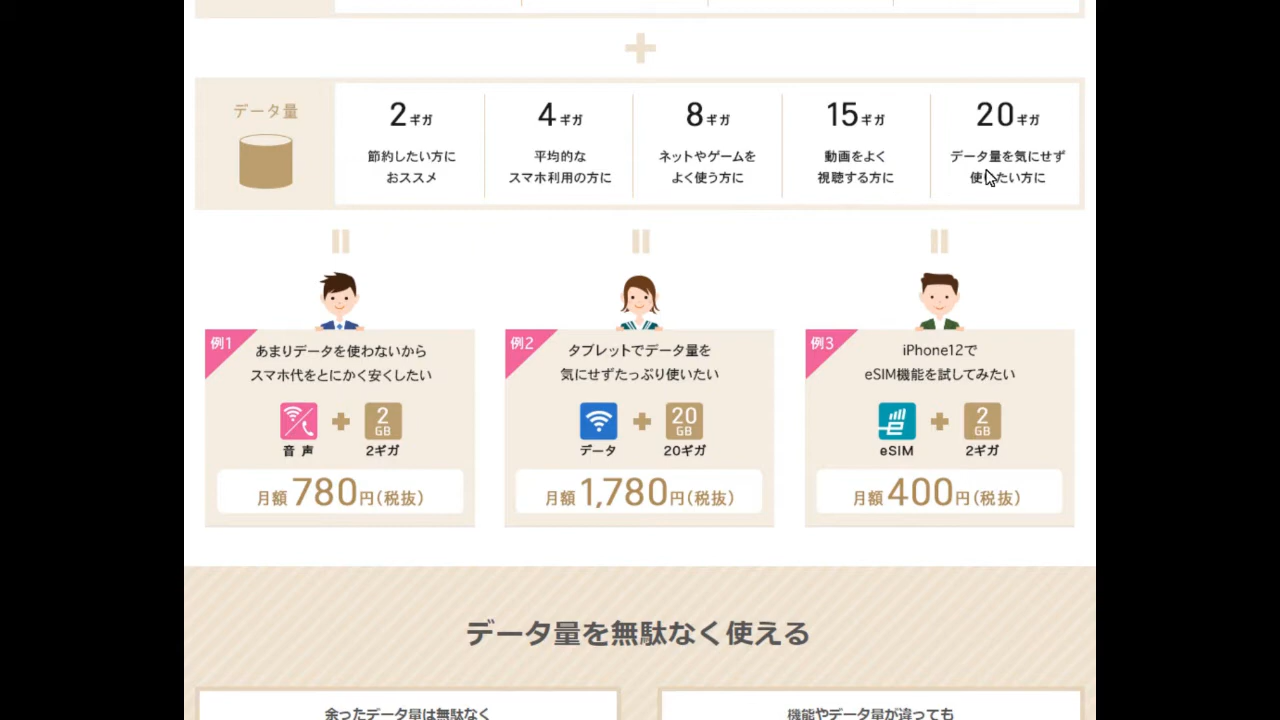 データ量
2ギガ
節約したい方に
おススメ
4ギガ
平均的な
スマホ利用の方に
8ギガ
ネットやゲームを
よく使う方に
15ギガ
動画をよく
視聴する方に
20ギガ
データ量を気にせず
使いたい方に
例1
あまりデータを使わないから
スマホ代をとにかく安くしたい
2
GB
音声
2ギガ
月額780円(税抜)
例2
タブレットでデータ量を
気にせずたっぷり使いたい
20
GB
データ
20ギガ
月額1,780円(税抜)
例3
iPhone12で
eSIM機能を試してみたい
2
GB
eSIM
2ギガ
月額400円(税抜)
データ量を無駄なく使える
余ったデータ量は無駄なく
機能やデータ量が違っても